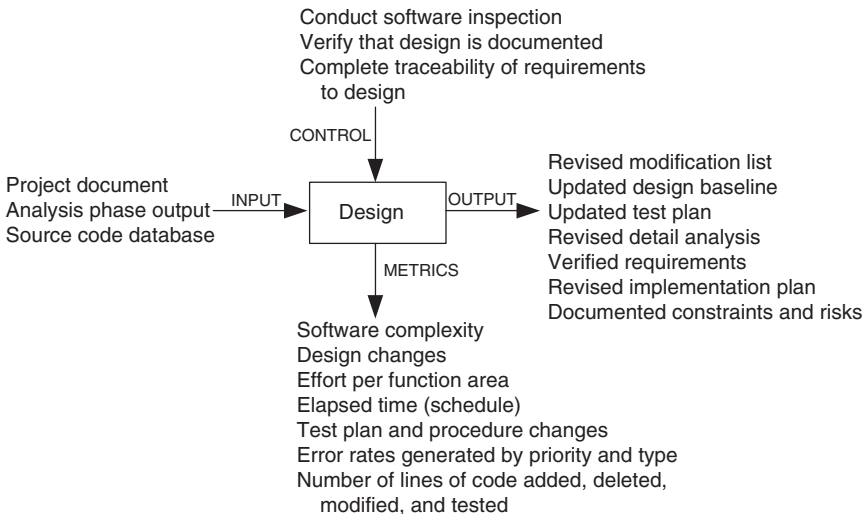 Conduct software inspection
Verify that design is documented
Complete traceability of requirements
to design
CONTROL
Project document
Analysis phase output
Source code database
INPUT
Design
OUTPUT
Revised modification list
Updated design baseline
Updated test plan
Revised detail analysis
Verified requirements
Revised implementation plan
Documented constraints and risks
METRICS
Software complexity
Design changes
Effort per function area
Elapsed time (schedule)
Test plan and procedure changes
Error rates generated by priority and type
Number of lines of code added, deleted,
modified, and tested